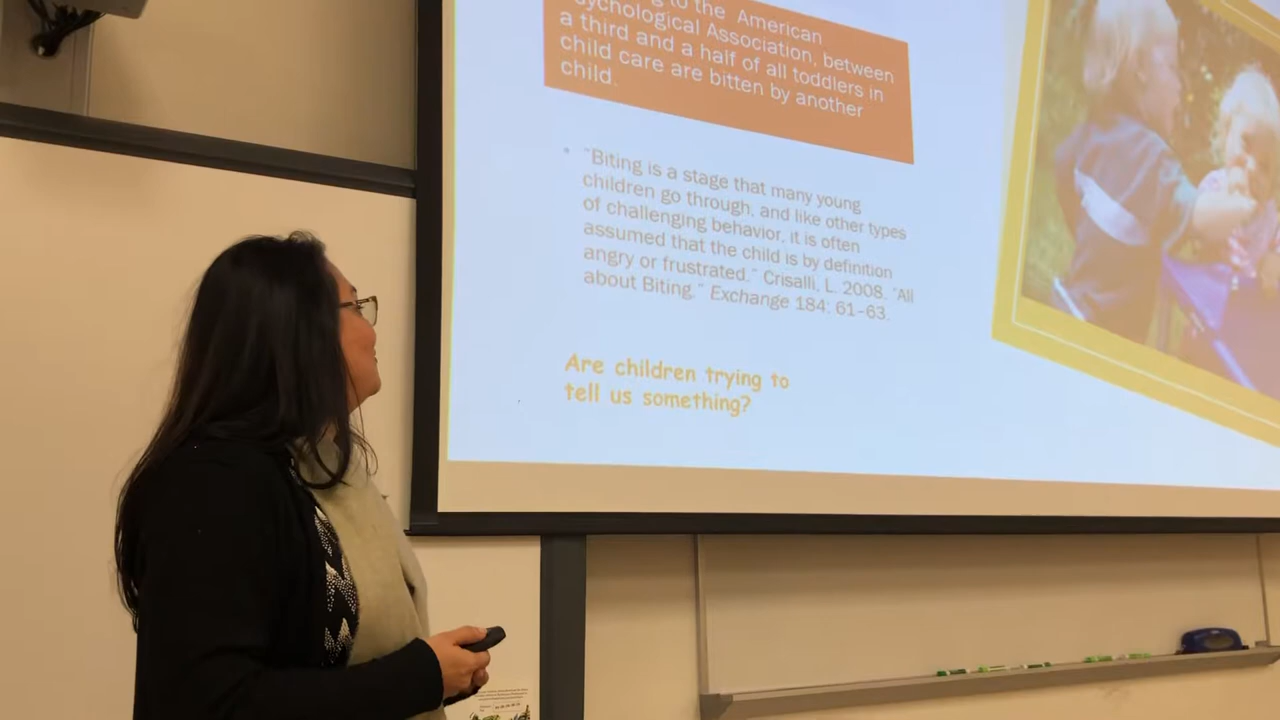 to the American
Psychological Association, between
a third and a half of all toddlers in
child care are bitten by another
child.
• "Biting is a stage that many young
children go through, and like other types
of challenging behavior, it is often
assumed that the child is by definition
angry or frustrated." Crisalli, L. 2008. "All
about Biting." Exchange 184: 61–63.
Are children trying to
tell us something?